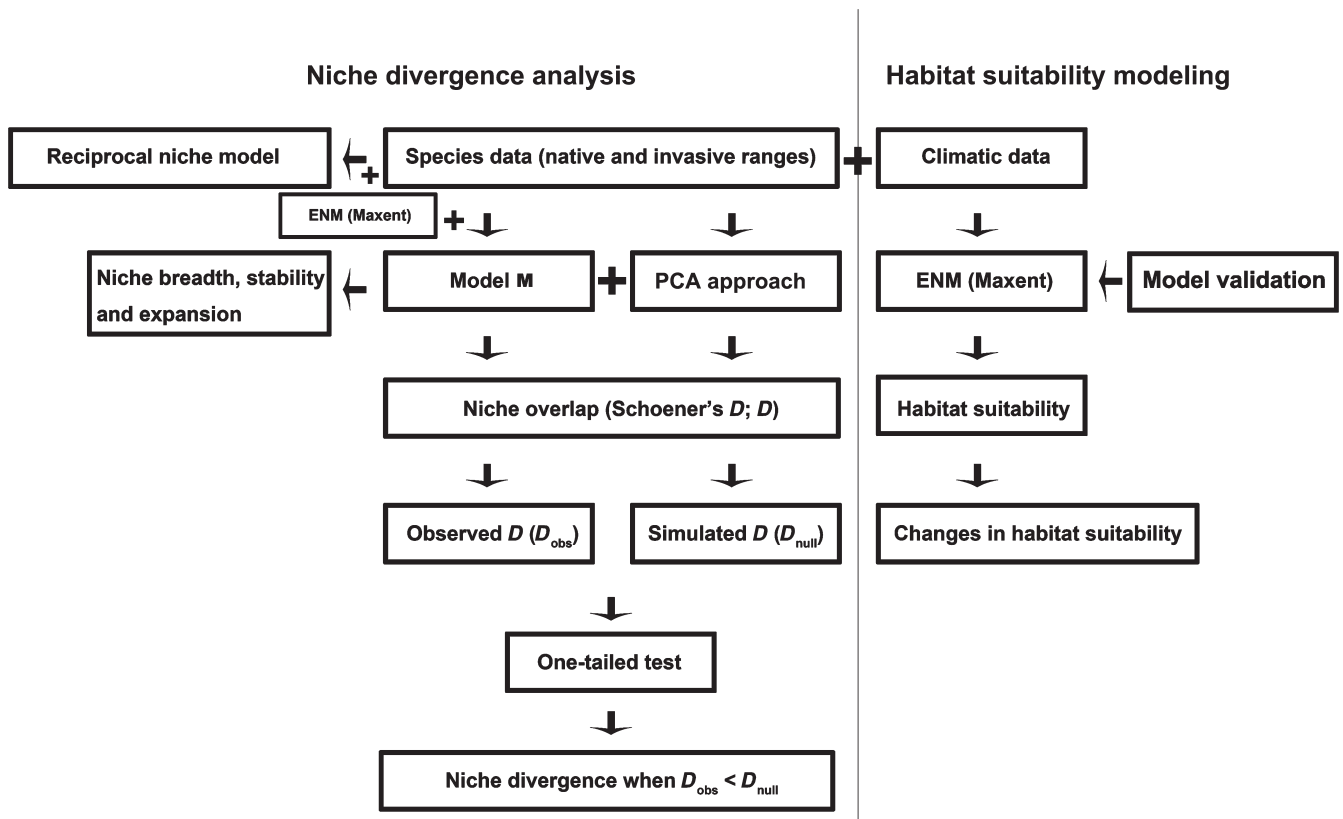 Niche divergence analysis
Habitat suitability modeling
Reciprocal niche model
Species data (native and invasive ranges)
+
Climatic data
+
ENM (Maxent)
+
Niche breadth, stability
and expansion
Model M
+
PCA approach
ENM (Maxent)
Model validation
Niche overlap (Schoener's D; D)
Habitat suitability
Observed D (Dobs)
Simulated D (Dnull)
Changes in habitat suitability
One-tailed test
Niche divergence when Dobs < Dnull